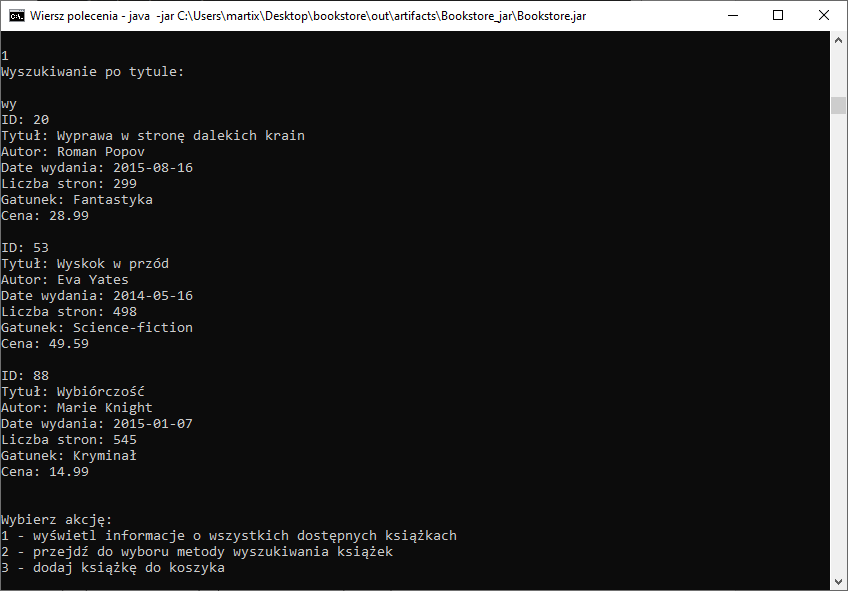 Wiersz polecenia - java  -jar C:\Users\martix\Desktop\bookstore\out\artifacts\Bookstore_jar\Bookstore.jar
1
Wyszukiwanie po tytule:
wy
ID: 20
Tytuł: Wyprawa w stronę dalekich krain
Autor: Roman Popov
Date wydania: 2015-08-16
Liczba stron: 299
Gatunek: Fantastyka
Cena: 28.99
ID: 53
Tytuł: Wyskok w przód
Autor: Eva Yates
Date wydania: 2014-05-16
Liczba stron: 498
Gatunek: Science-fiction
Cena: 49.59
ID: 88
Tytuł: Wybiórczość
Autor: Marie Knight
Date wydania: 2015-01-07
Liczba stron: 545
Gatunek: Kryminał
Cena: 14.99
Wybierz akcję:
1 - wyświetl informacje o wszystkich dostępnych książkach
2 - przejdź do wyboru metody wyszukiwania książek
3 - dodaj książkę do koszyka